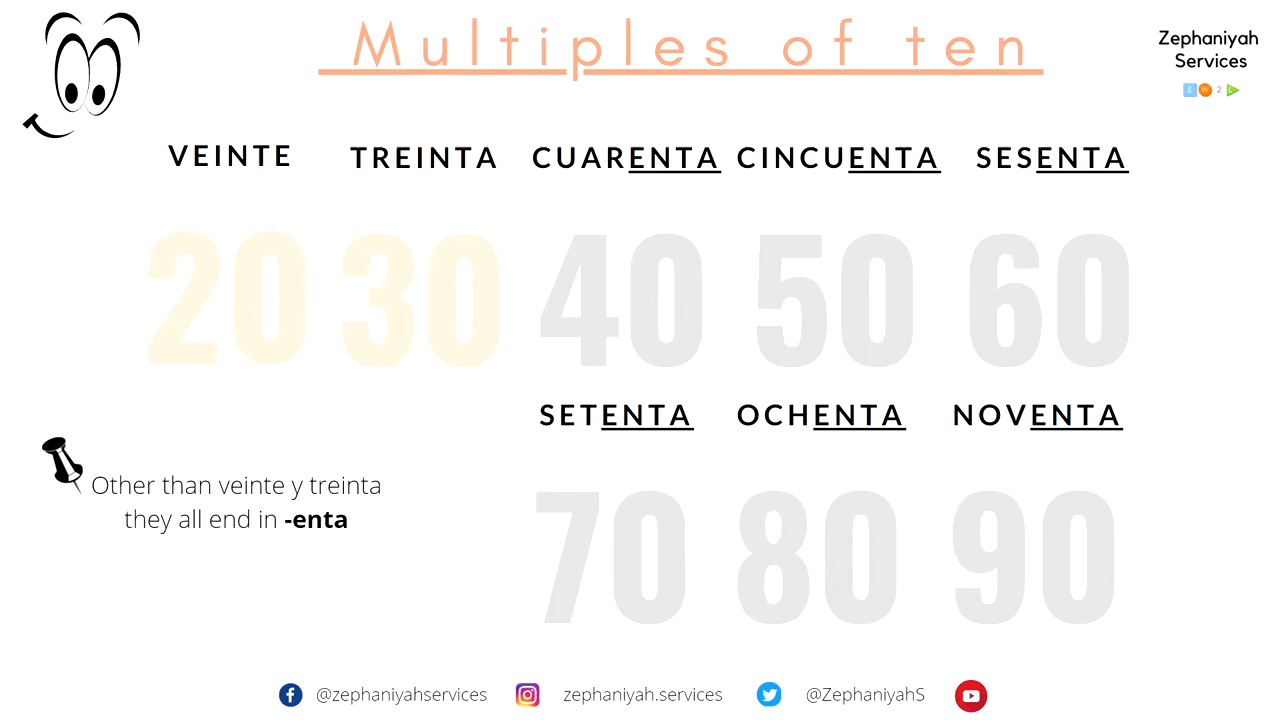 Multiples of ten
Zephaniyah
Services
E W 2 L
VEINTE TREINTA CUARENTA CINCUENTA SESENTA
20 30 40 50 60
SETENTA OCHENTA NOVENTA
Other than veinte y treinta
they all end in -enta
70 80 90
@zephaniyahservices zephaniyah.services @ZephaniyahS